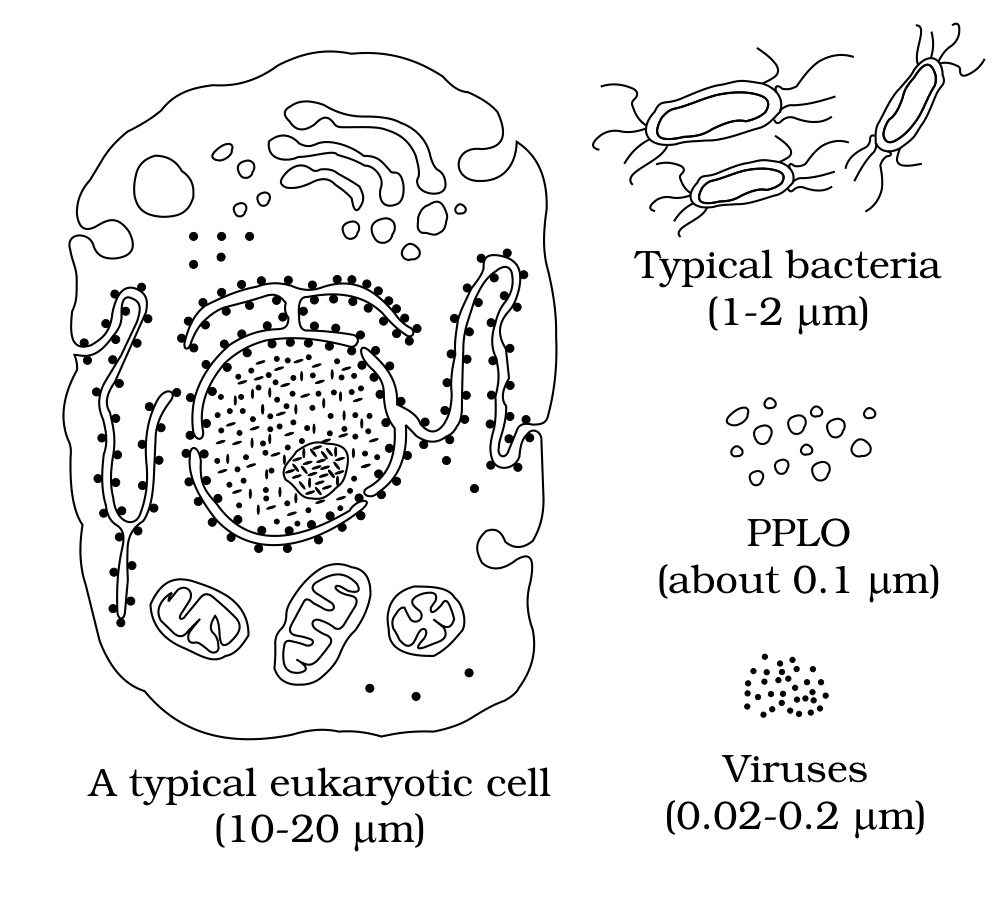 Typical bacteria
(1-2 μm)
PPLO
(about 0.1 μm)
Viruses
(0.02-0.2 μm)
A typical eukaryotic cell
(10-20 μm)